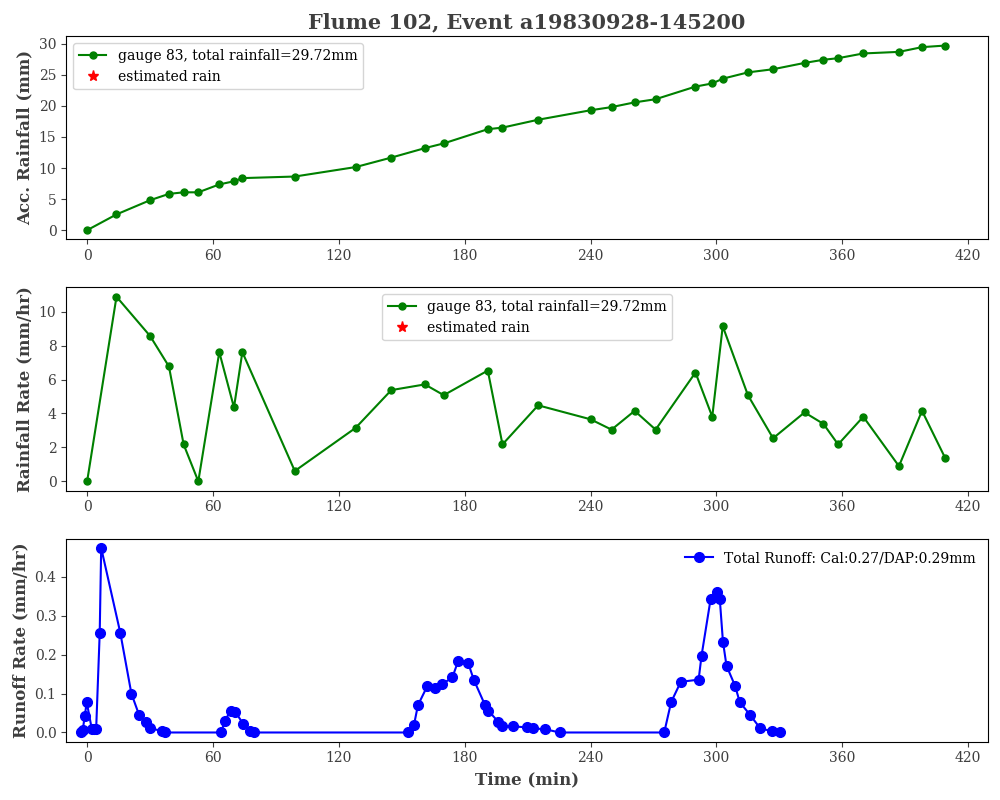 Flume 102, Event a19830928-145200
Acc. Rainfall (mm)
30
25
20
15
10
5
0
gauge 83, total rainfall=29.72mm
estimated rain
0 60 120 180 240 300 360 420
Rainfall Rate (mm/hr)
10
8
6
4
2
0
gauge 83, total rainfall=29.72mm
estimated rain
0 60 120 180 240 300 360 420
Runoff Rate (mm/hr)
0.4
0.3
0.2
0.1
0.0
Total Runoff: Cal:0.27/DAP:0.29mm
0 60 120 180 240 300 360 420
Time (min)